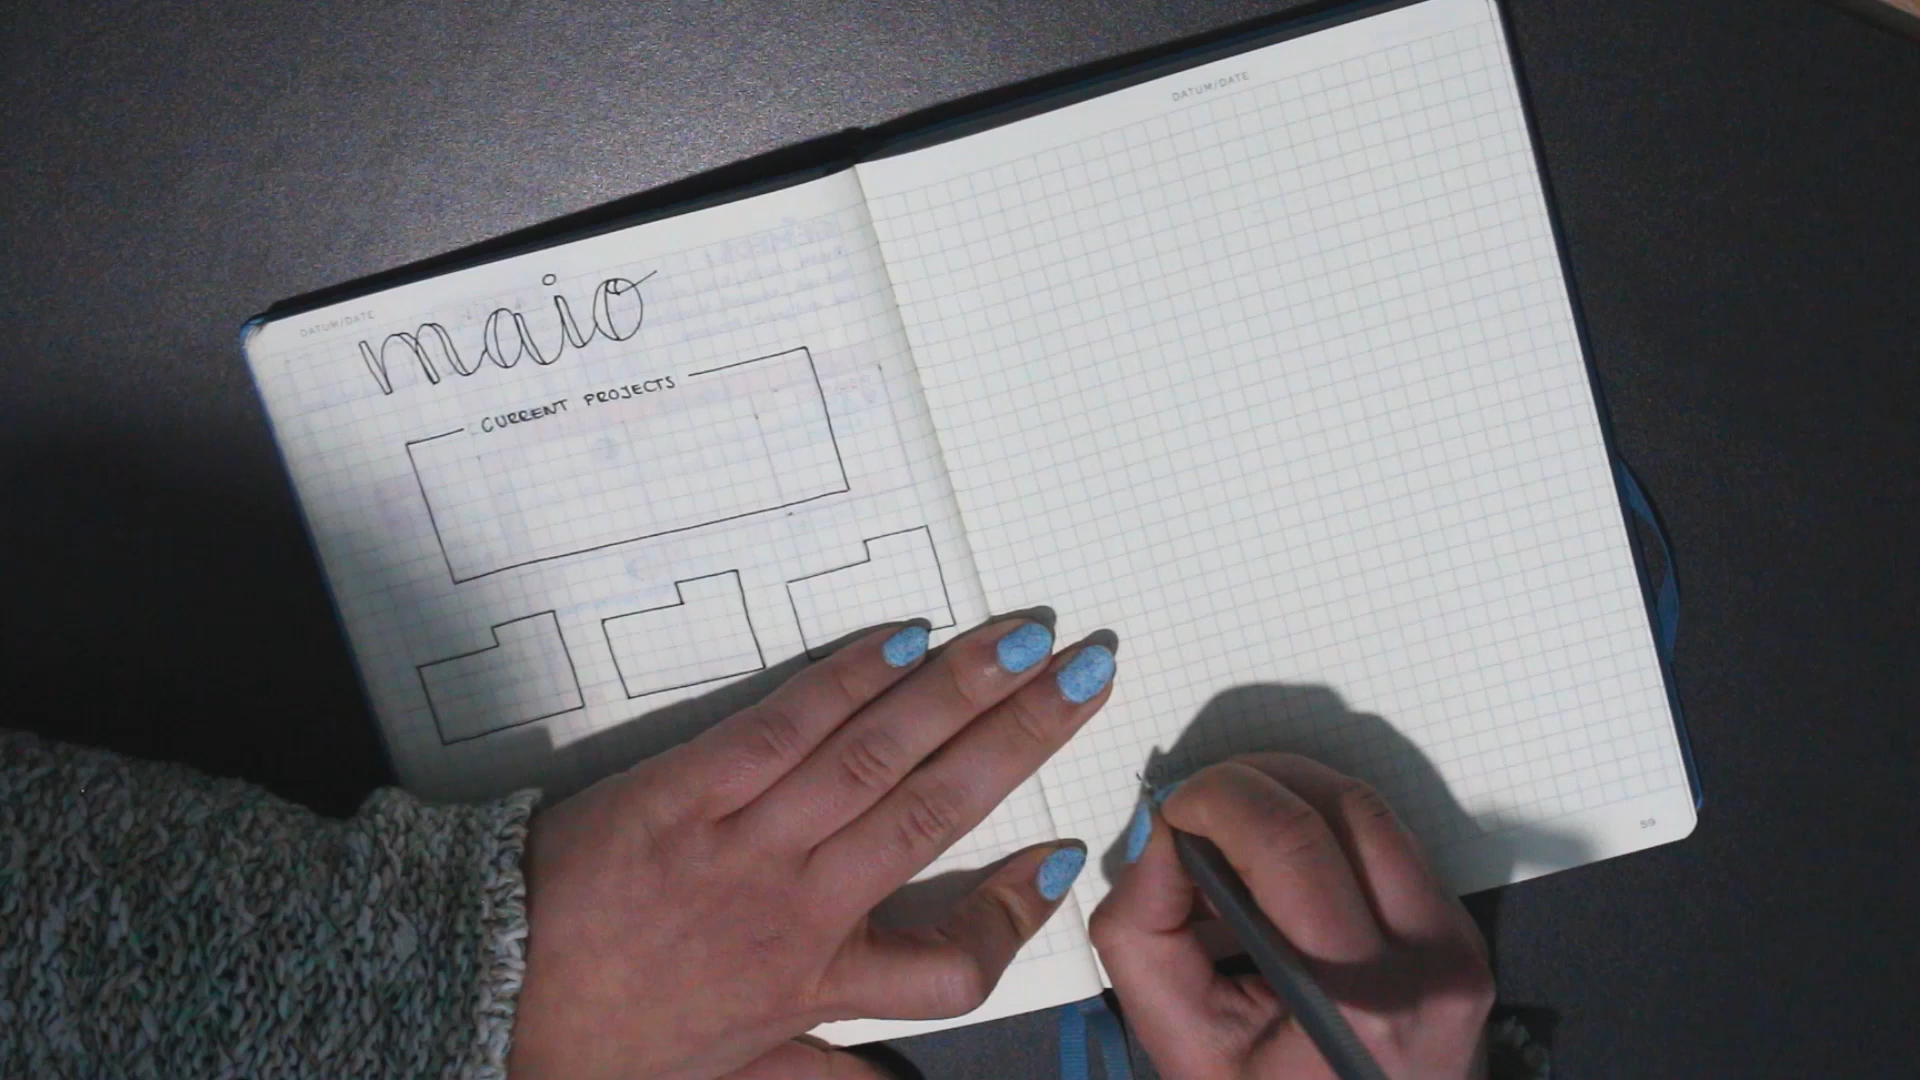 DATUM/DATE
maio
CURRENT PROJECTS
DATUM/DATE
59